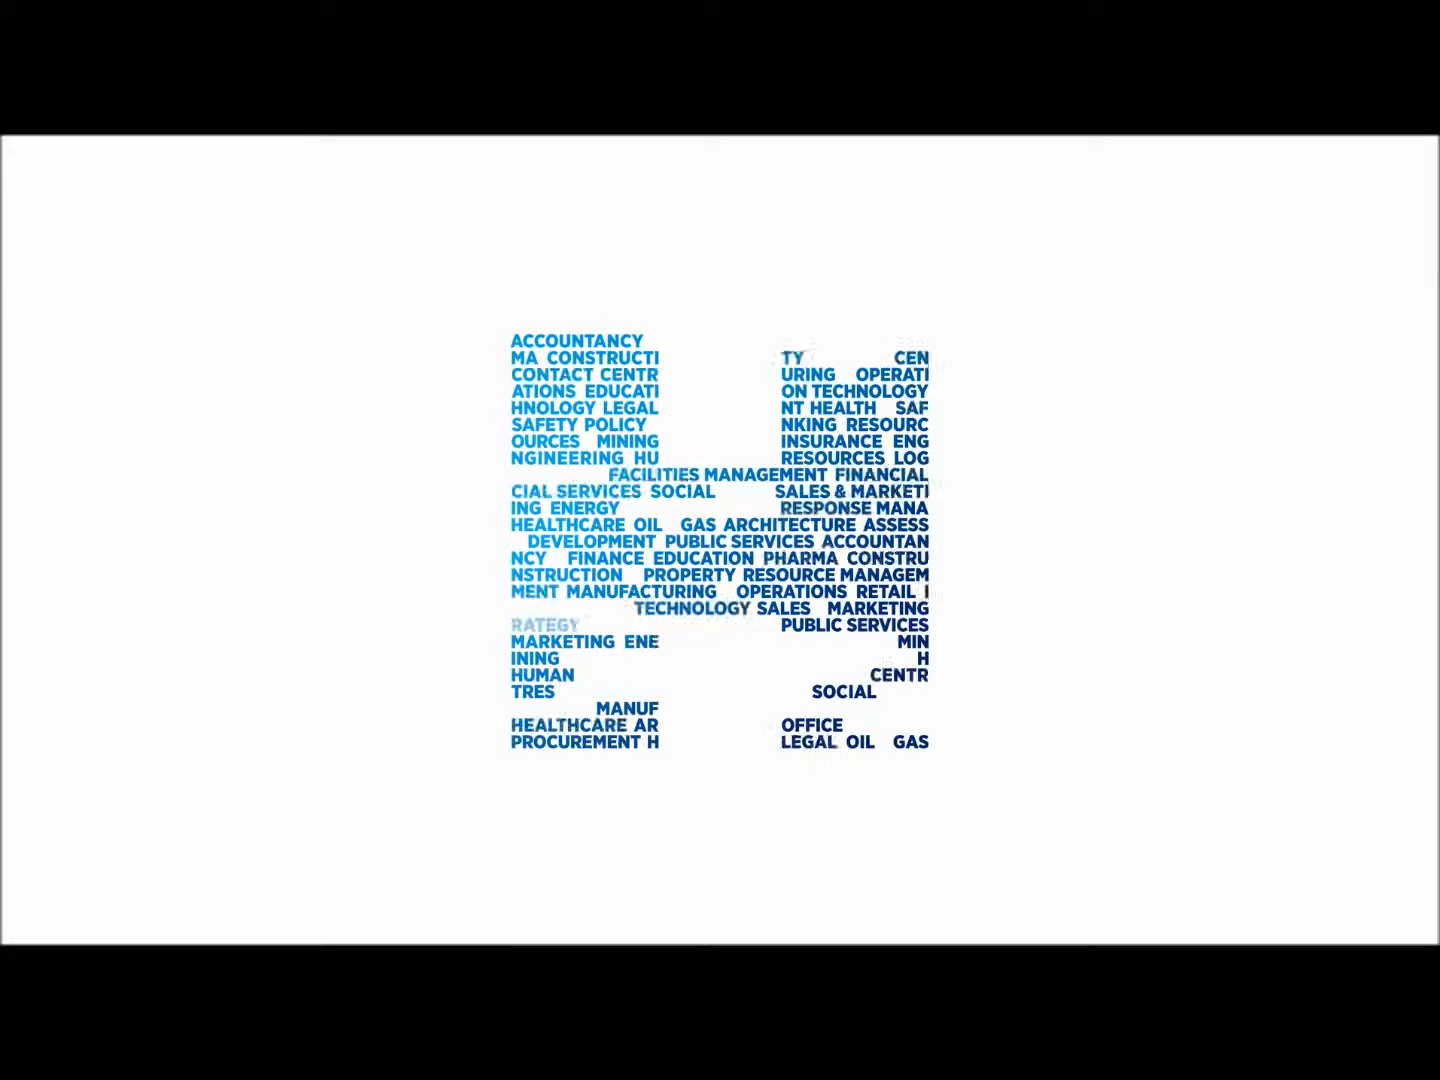 ACCOUNTANCY
MA CONSTRUCTI TY CEN
CONTACT CENTR URING OPERATI
ATIONS EDUCATI ON TECHNOLOGY
HNOLOGY LEGAL NT HEALTH SAF
SAFETY POLICY NKING RESOURC
OURCES MINING INSURANCE ENG
NGINEERING HU RESOURCES LOG
FACILITIES MANAGEMENT FINANCIAL
CIAL SERVICES SOCIAL SALES & MARKETI
ING ENERGY RESPONSE MANA
HEALTHCARE OIL GAS ARCHITECTURE ASSESS
DEVELOPMENT PUBLIC SERVICES ACCOUNTAN
NCY FINANCE EDUCATION PHARMA CONSTRU
NSTRUCTION PROPERTY RESOURCE MANAGEM
MENT MANUFACTURING OPERATIONS RETAIL I
TECHNOLOGY SALES MARKETING
RATEGY PUBLIC SERVICES
MARKETING ENE MIN
INING H
HUMAN CENTR
TRES SOCIAL
MANUF
HEALTHCARE AR OFFICE
PROCUREMENT H LEGAL OIL GAS